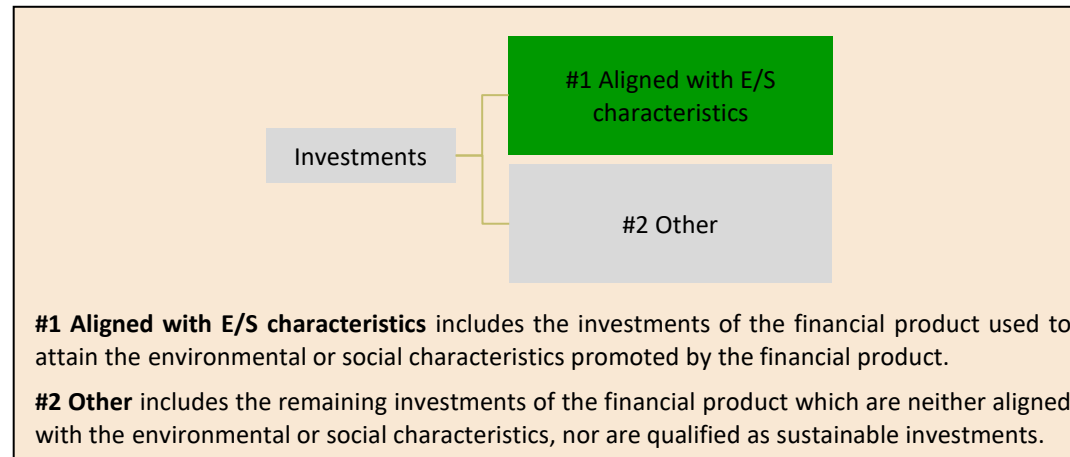 #1 Aligned with E/S
characteristics
Investments
#2 Other
#1 Aligned with E/S characteristics includes the investments of the financial product used to
attain the environmental or social characteristics promoted by the financial product.
#2 Other includes the remaining investments of the financial product which are neither aligned
with the environmental or social characteristics, nor are qualified as sustainable investments.